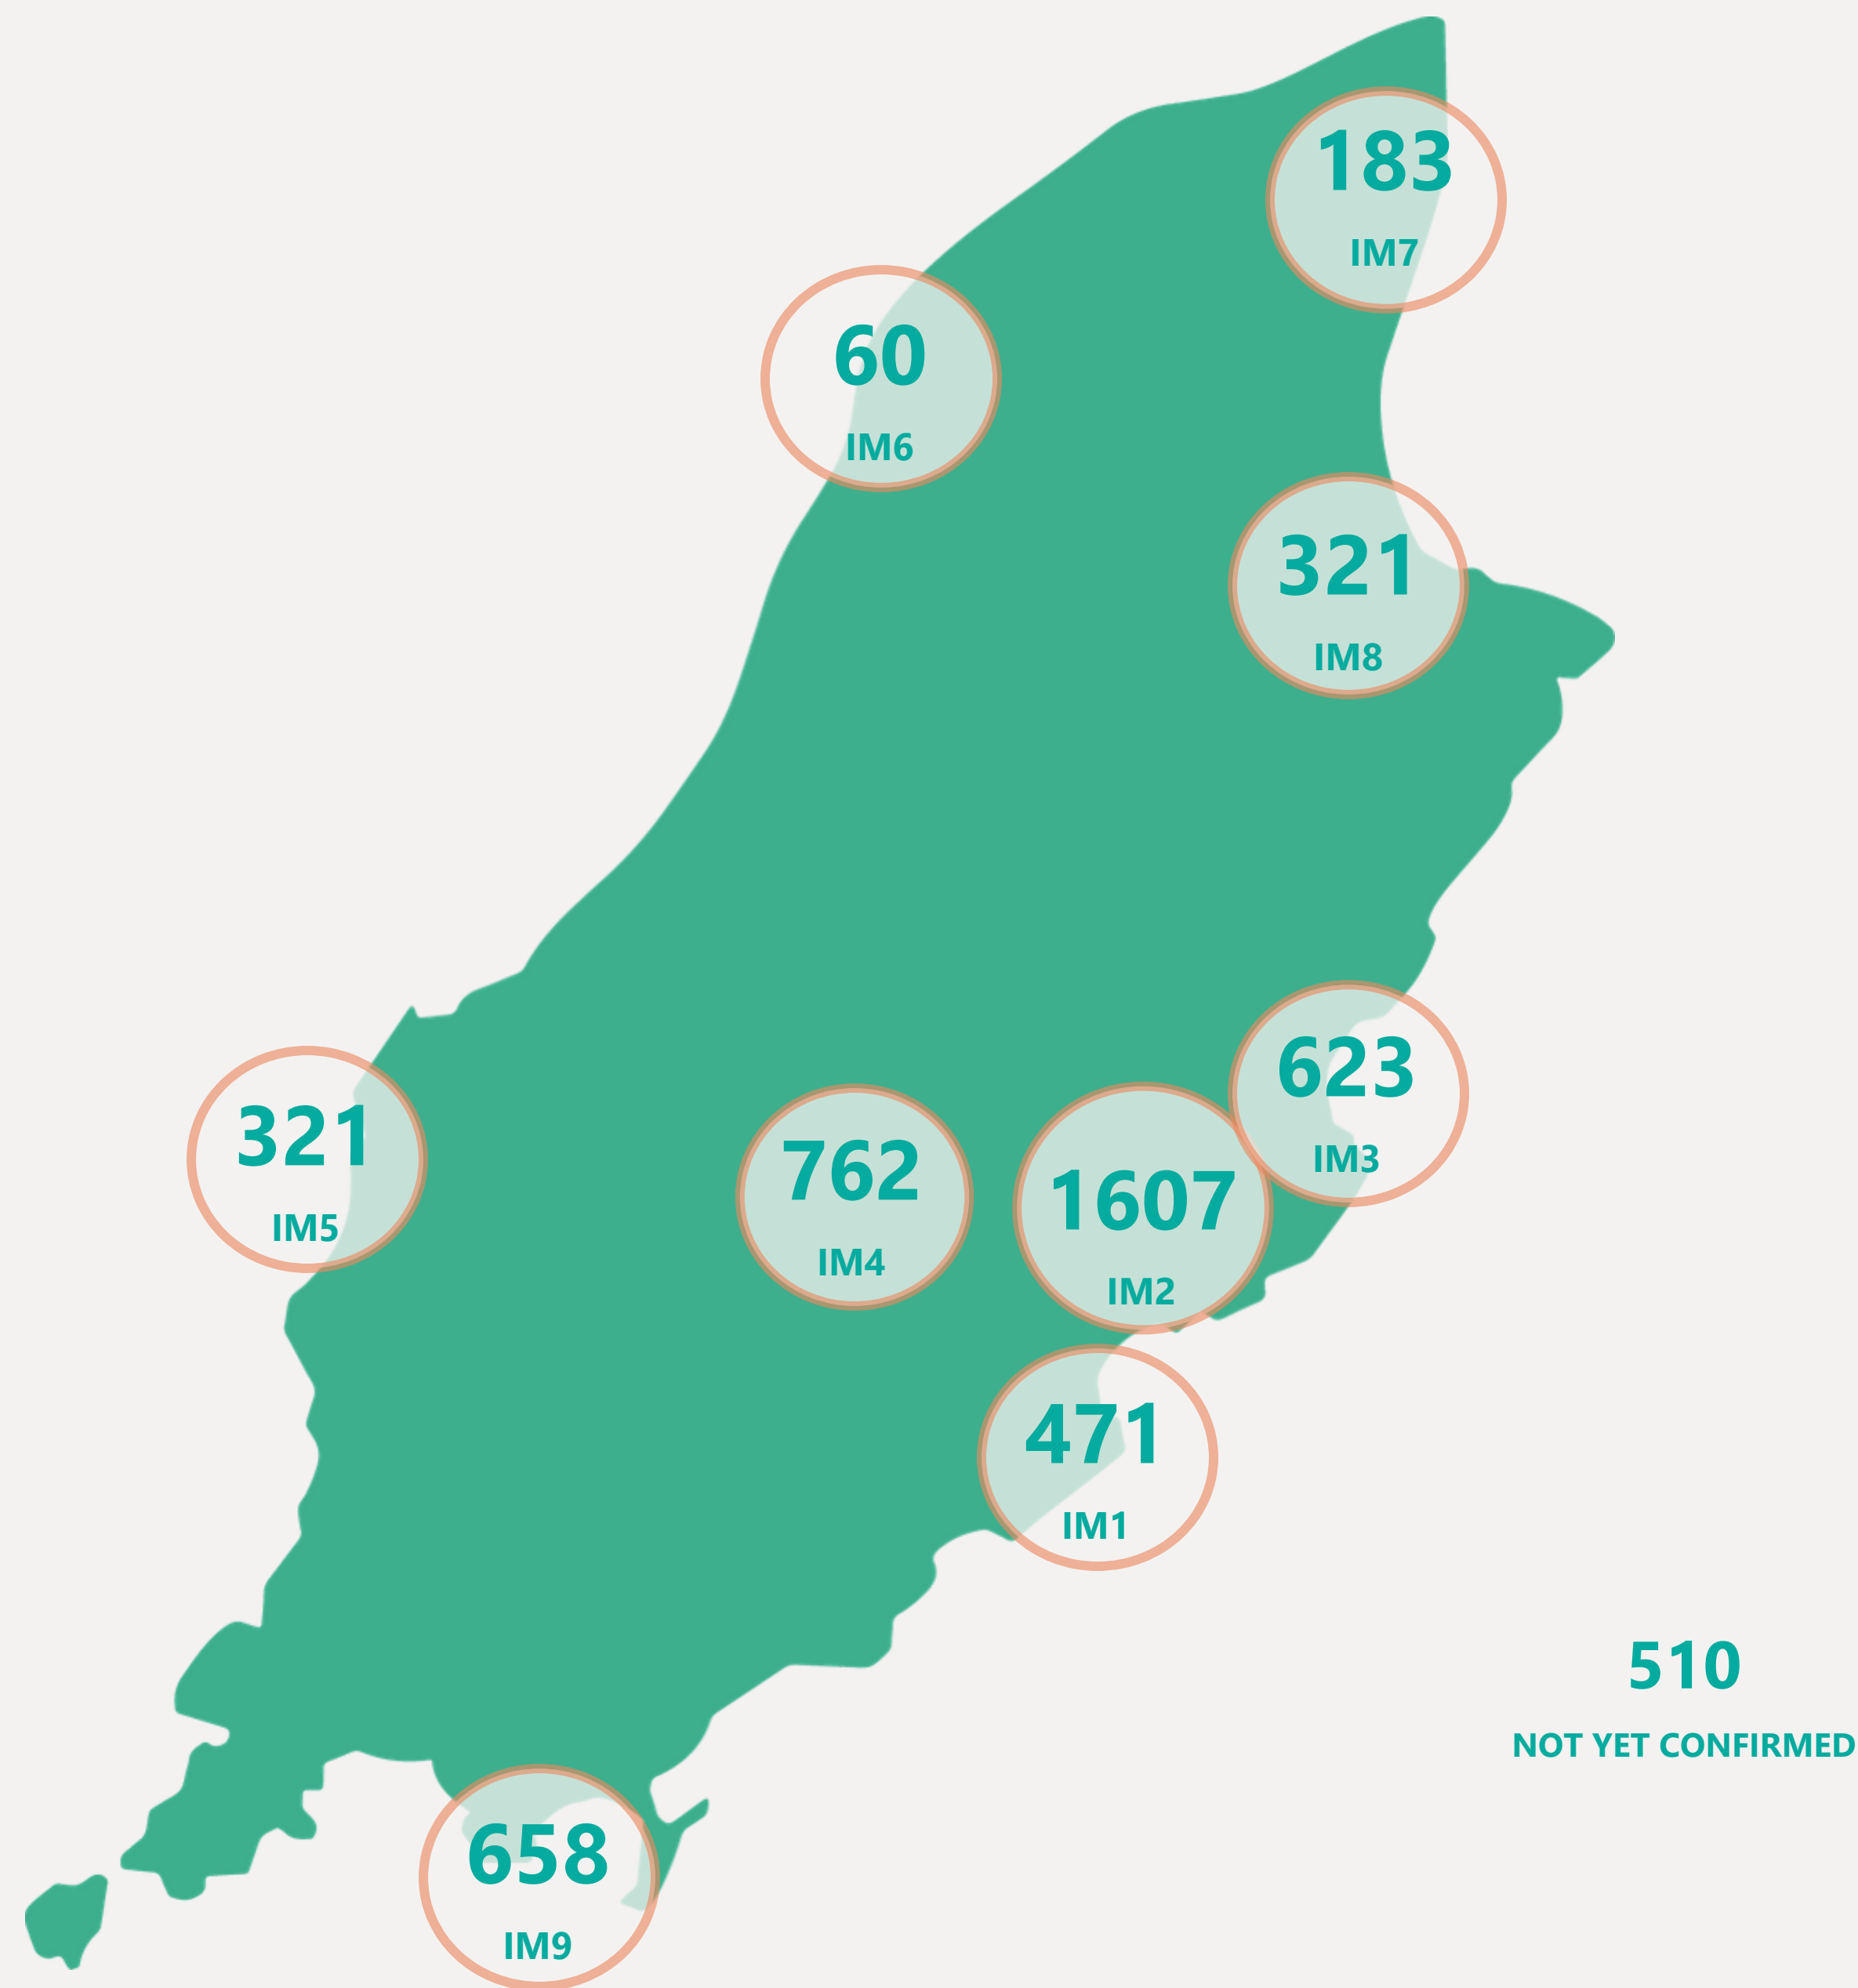 183
IM7
60
IM6
321
IM8
623
IM3
321
IM5
762
IM4
1607
IM2
471
IM1
510
NOT YET CONFIRMED
658
IM9